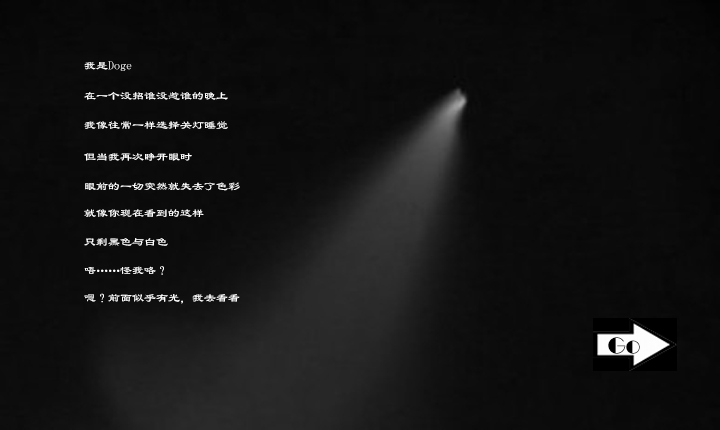 我是Doge
在一个没招谁没惹谁的晚上
我像往常一样选择关灯睡觉
但当我再次睁开眼时
眼前的一切突然就失去了色彩
就像你现在看到的这样
只剩黑色与白色
唔……怪我咯？
嗯？前面似乎有光，我去看看
Go